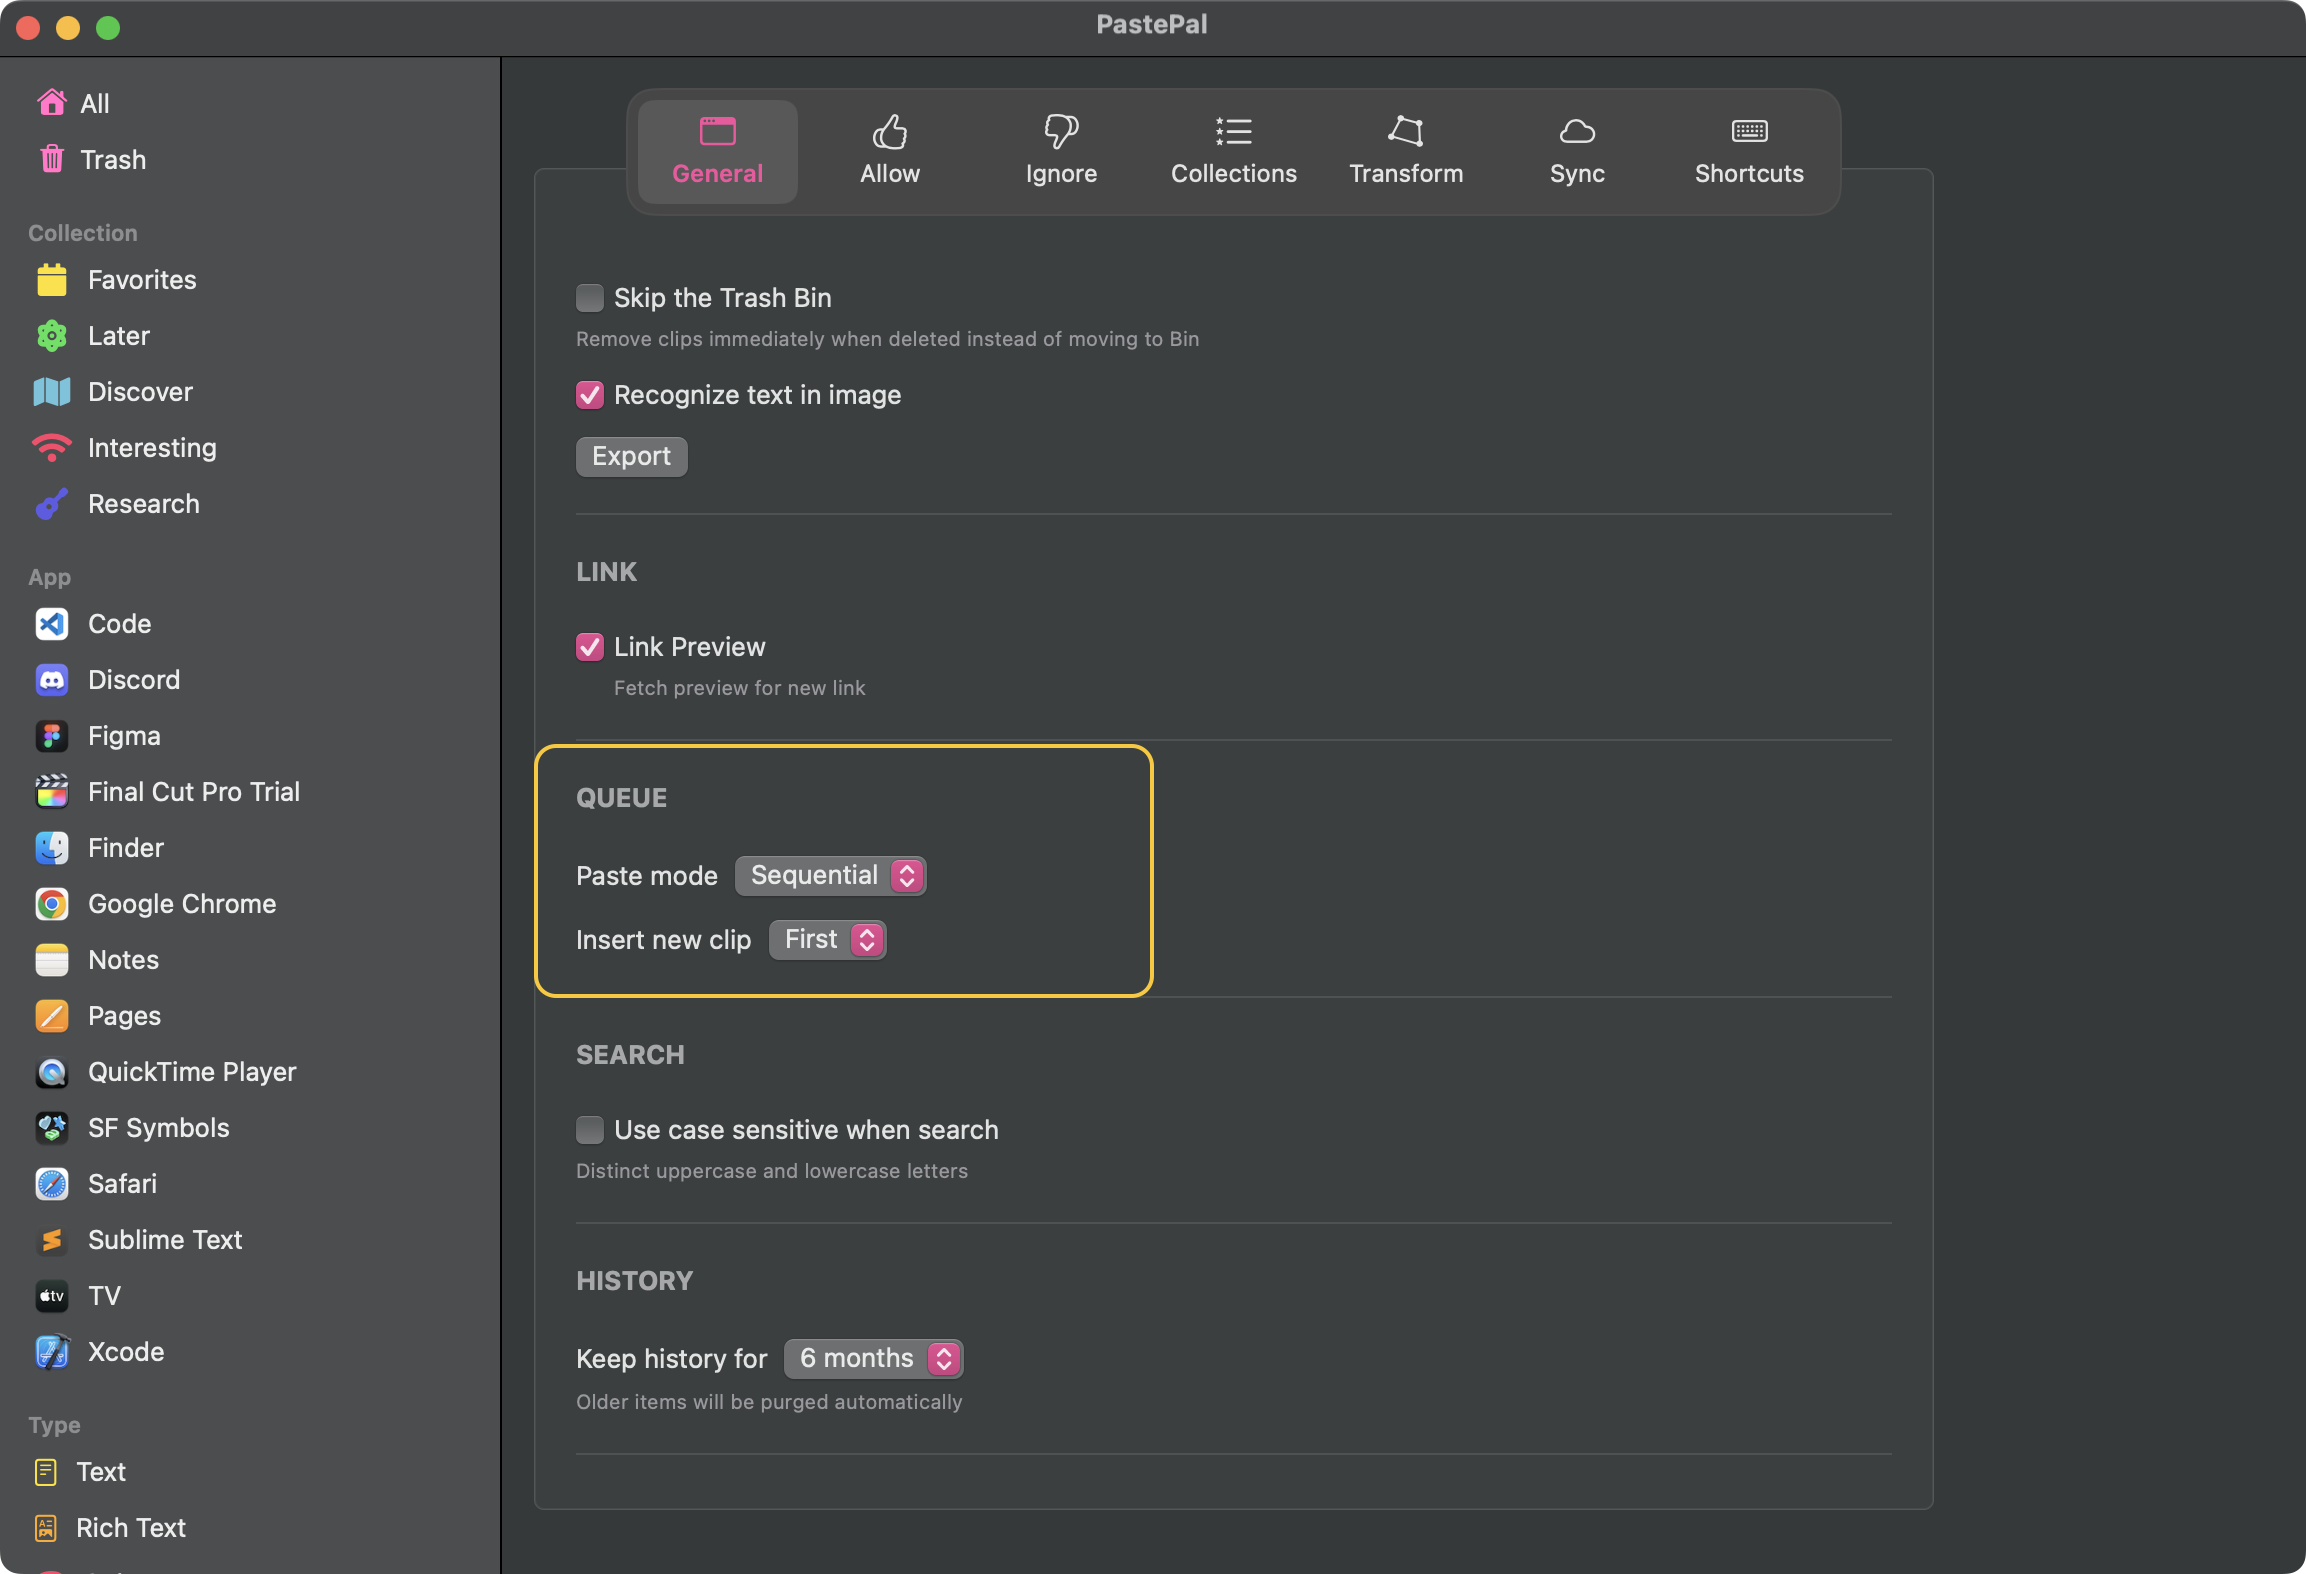 PastePal
All
Trash
Collection
Favorites
Later
Discover
Interesting
Research
App
Code
Discord
Figma
Final Cut Pro Trial
Finder
Google Chrome
Notes
Pages
QuickTime Player
SF Symbols
Safari
Sublime Text
tv TV
Xcode
Type
Text
Rich Text
General Allow Ignore Collections Transform Sync Shortcuts
Skip the Trash Bin
Remove clips immediately when deleted instead of moving to Bin
Recognize text in image
Export
LINK
Link Preview
Fetch preview for new link
QUEUE
Paste mode Sequential
Insert new clip First
SEARCH
Use case sensitive when search
Distinct uppercase and lowercase letters
HISTORY
Keep history for 6 months
Older items will be purged automatically